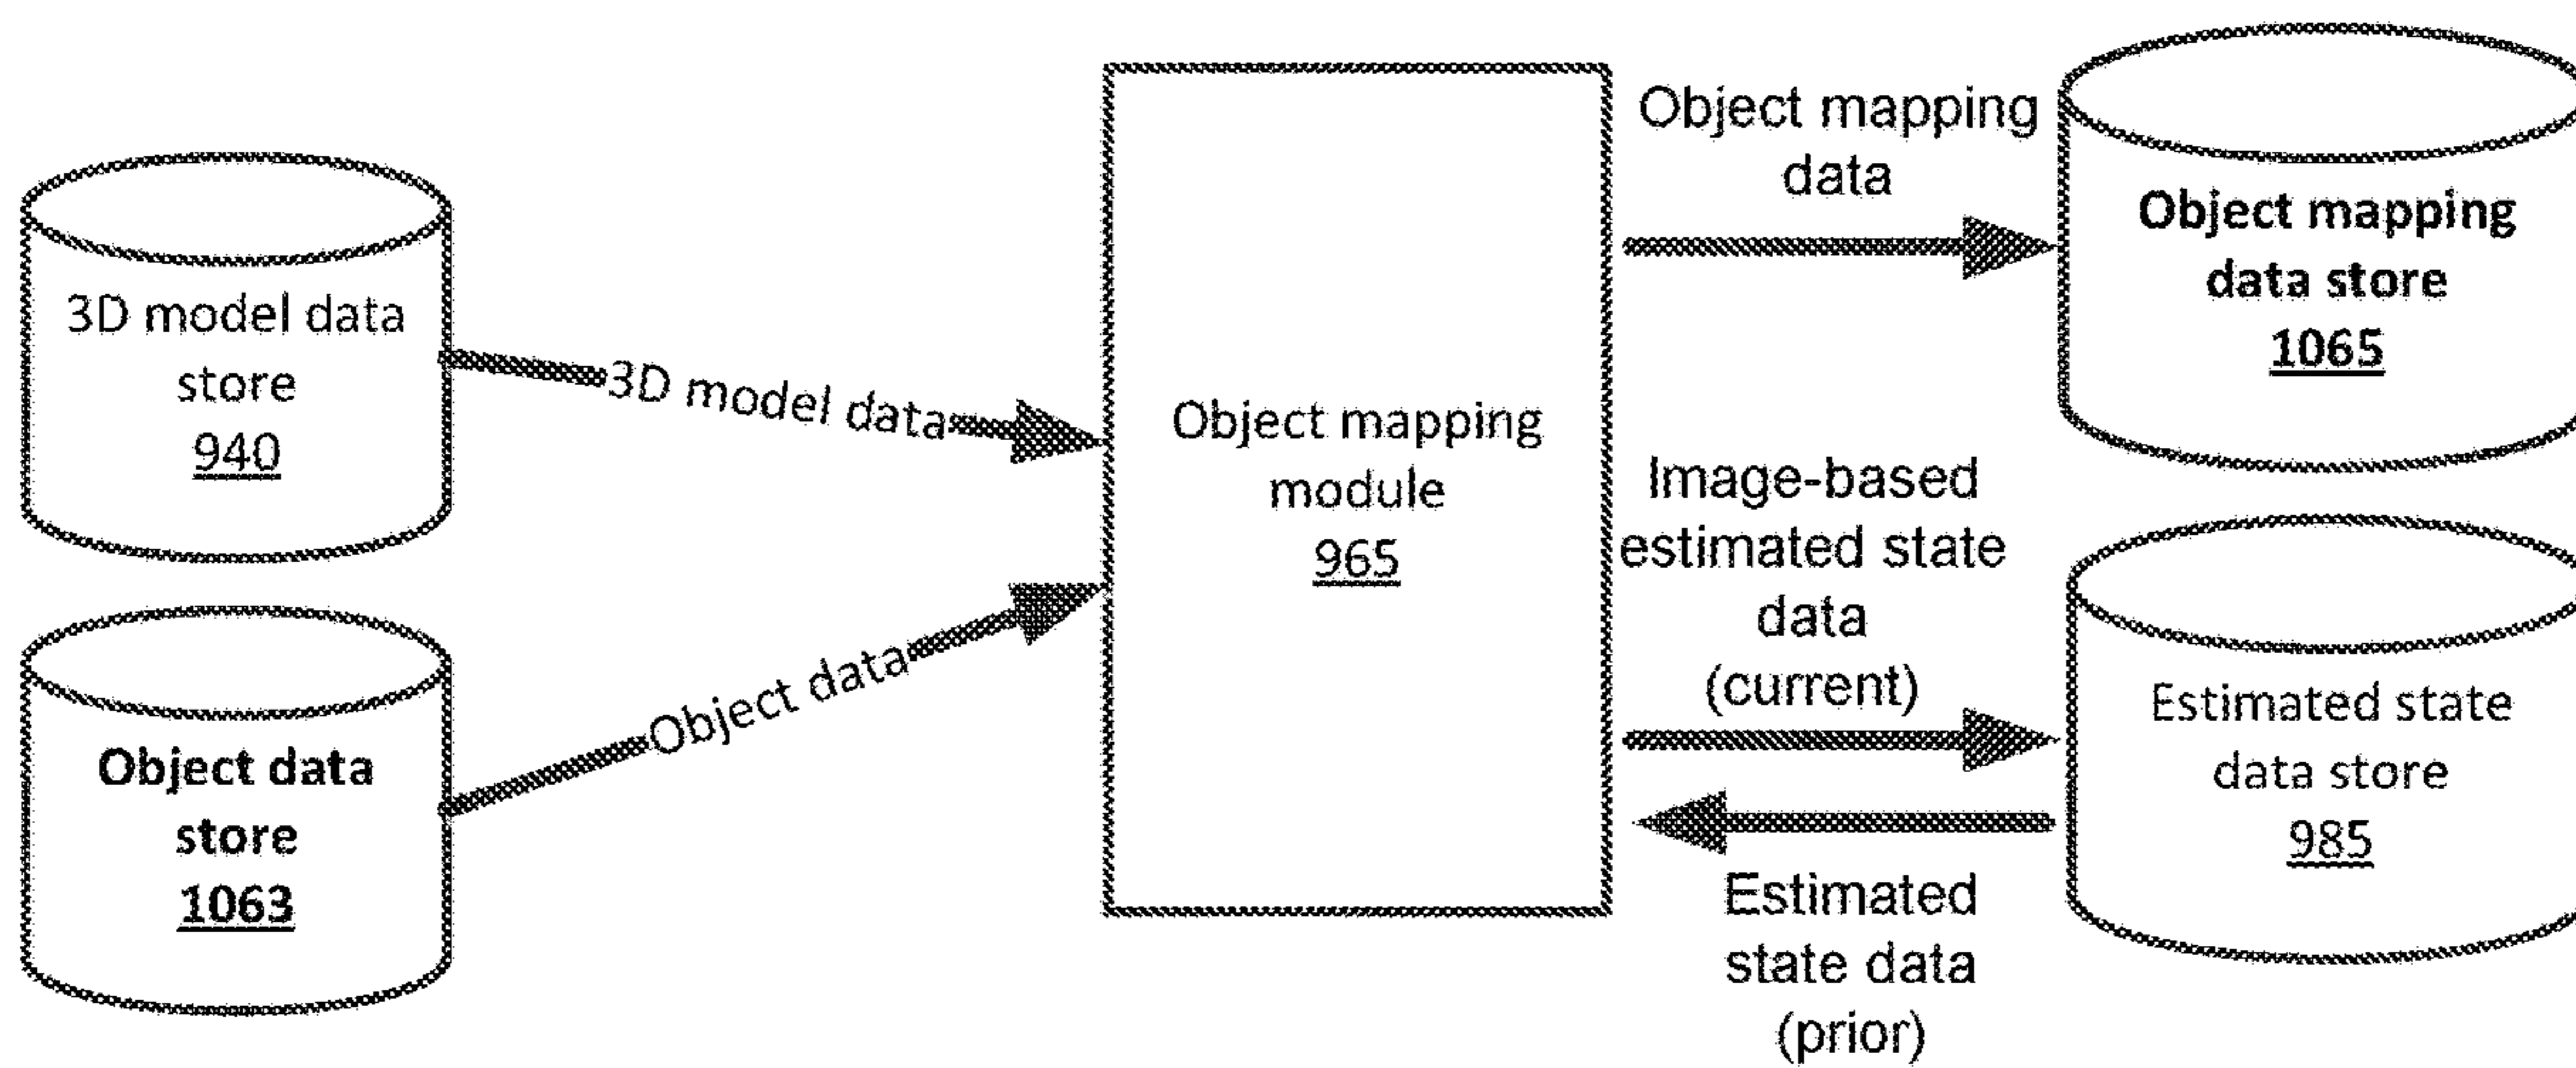 3D model data
store
940
Object data
store
1063
3D model data
Object data
Object mapping
module
965
Object mapping
data
Image-based
estimated state
data
(current)
Estimated
state data
(prior)
Object mapping
data store
1065
Estimated state
data store
985